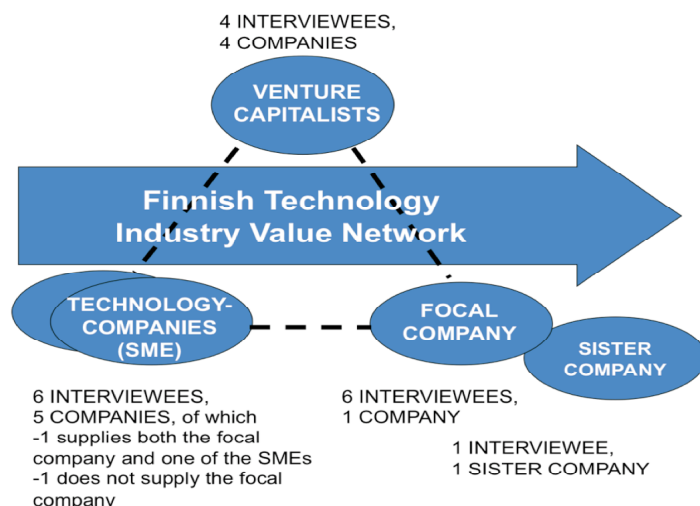 4 INTERVIEWEES,
4 COMPANIES
VENTURE
CAPITALISTS
Finnish Technology
Industry Value Network
TECHNOLOGY-
COMPANIES
(SME)
FOCAL
COMPANY
SISTER
COMPANY
6 INTERVIEWEES,
5 COMPANIES, of which
-1 supplies both the focal
company and one of the SMEs
-1 does not supply the focal
company
6 INTERVIEWEES,
1 COMPANY
1 INTERVIEWEE,
1 SISTER COMPANY